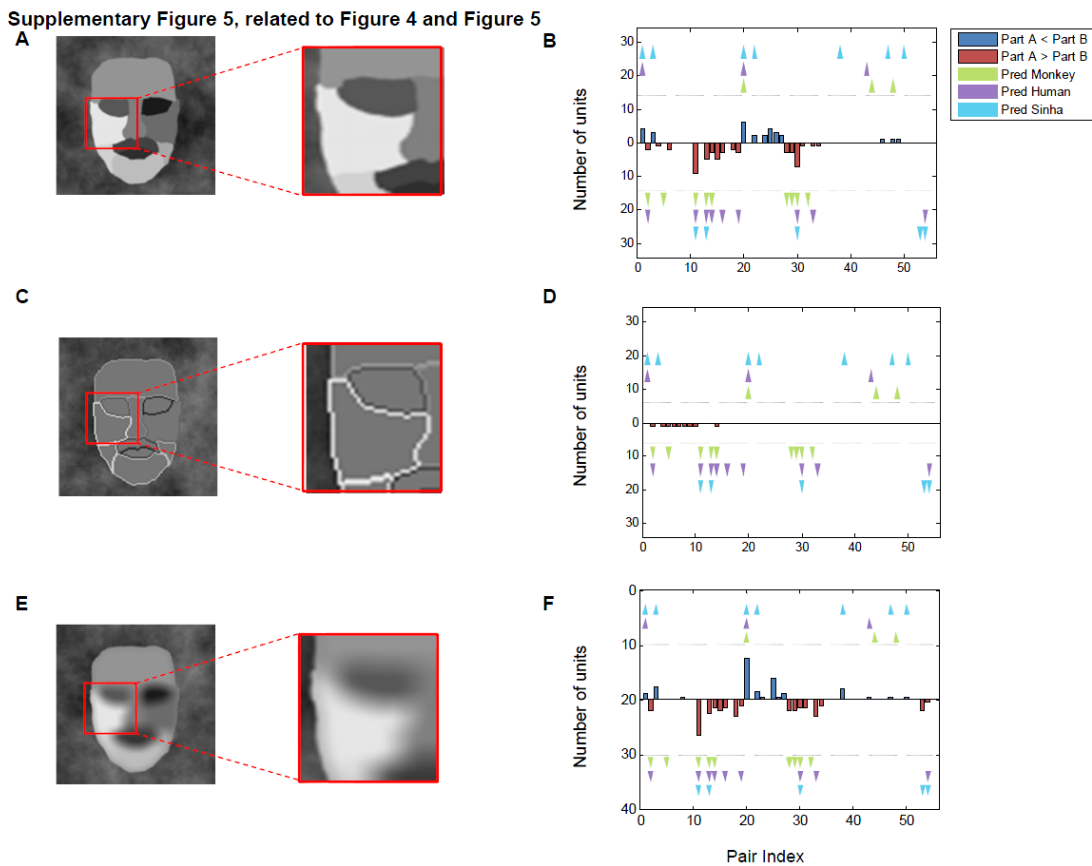 Supplementary Figure 5, related to Figure 4 and Figure 5
A
B
Number of units
30
20
10
0
10
20
30
0 10 20 30 40 50
Part A < Part B
Part A > Part B
Pred Monkey
Pred Human
Pred Sinha
C
D
Number of units
30
20
10
0
10
20
30
0 10 20 30 40 50
E
F
Number of units
0
10
20
30
40
0 10 20 30 40 50
Pair Index